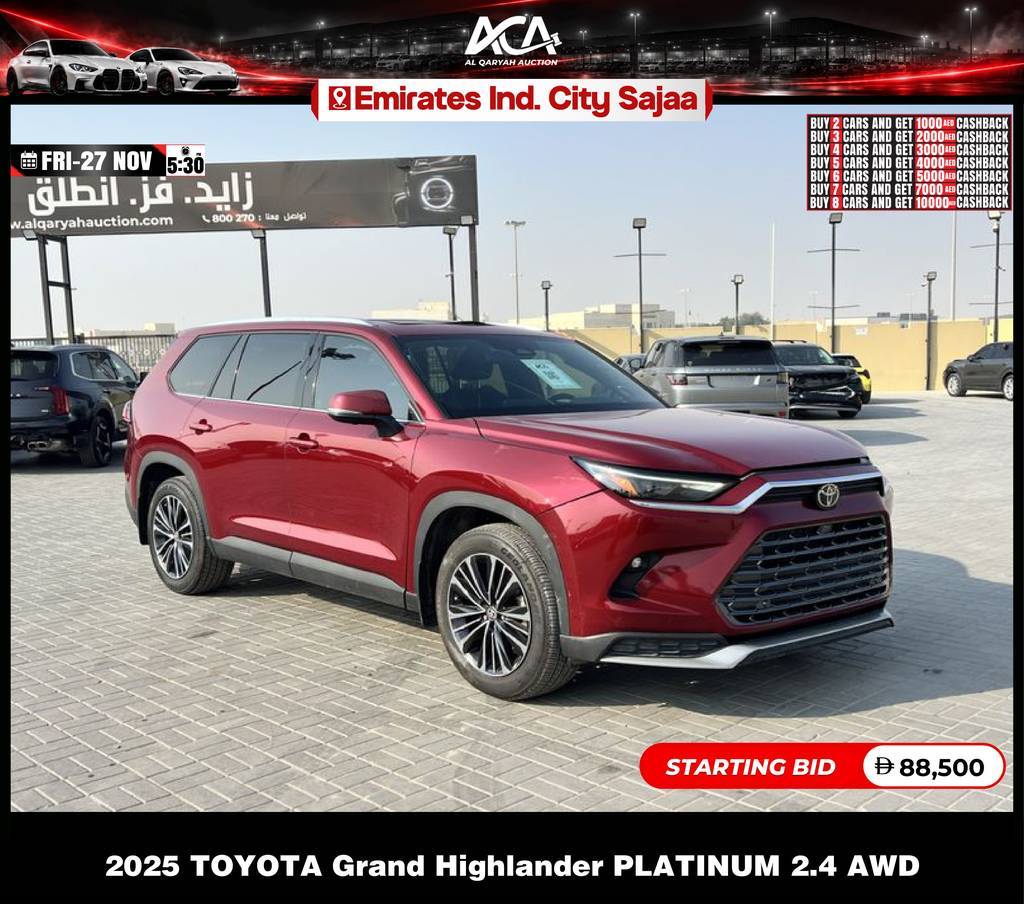 ACA
AL QARYAH AUCTION
Emirates Ind. City Sajaa
FRI-27 NOV
5:30
BUY 2 CARS AND GET 1000 AED CASHBACK
BUY 3 CARS AND GET 2000 AED CASHBACK
BUY 4 CARS AND GET 3000 AED CASHBACK
BUY 5 CARS AND GET 4000 AED CASHBACK
BUY 6 CARS AND GET 5000 AED CASHBACK
BUY 7 CARS AND GET 7000 AED CASHBACK
BUY 8 CARS AND GET 10000 AED CASHBACK
زايد. فز. انطلق
تواصل معنا : 800 270
w.alqaryahauction.com
STARTING BID
88,500
2025 TOYOTA Grand Highlander PLATINUM 2.4 AWD